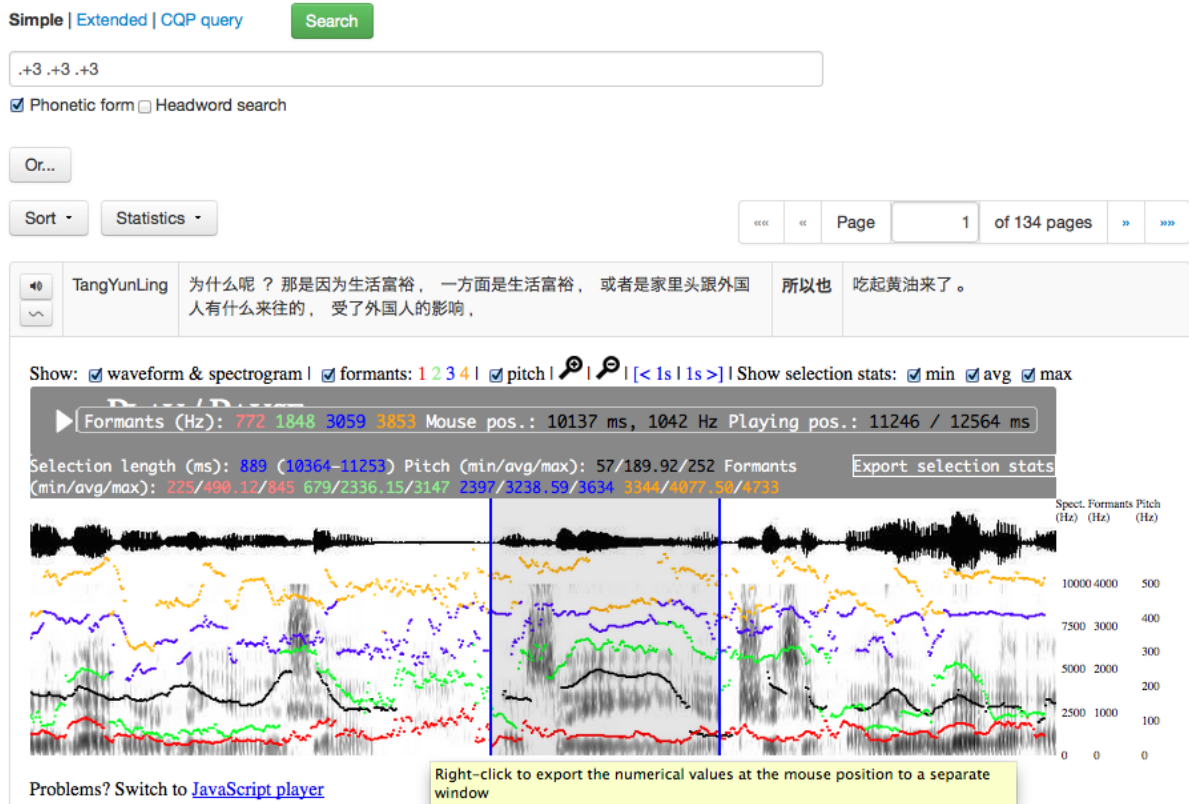 Simple | Extended | CQP query Search
.+3 .+3 .+3
Phonetic form Headword search
Or...
Sort Statistics «« « Page 1 of 134 pages » »»
TangYunLing 为什么呢 ？ 那是因为生活富裕 ， 一方面是生活富裕 ， 或者是家里头跟外国 所以也 吃起黄油来了 。
人有什么来往的 ， 受了外国人的影响 ，
Show: waveform & spectrogram | formants: 1 2 3 4 | pitch | | | [< 1s | 1s >] | Show selection stats: min avg max
PLAY / PAUSE
Formants (Hz): 772 1848 3059 3853 Mouse pos.: 10137 ms, 1042 Hz Playing pos.: 11246 / 12564 ms
Selection length (ms): 889 (10364–11253) Pitch (min/avg/max): 57/189.92/252 Formants Export selection stats
(min/avg/max): 225/490.12/845 679/2336.15/3147 2397/3238.59/3634 3344/4077.50/4733
Spect. Formants Pitch
(Hz) (Hz) (Hz)
10000 4000 500
7500 3000 400
300
5000 2000
200
2500 1000 100
0 0 0
Right-click to export the numerical values at the mouse position to a separate
window
Problems? Switch to JavaScript player